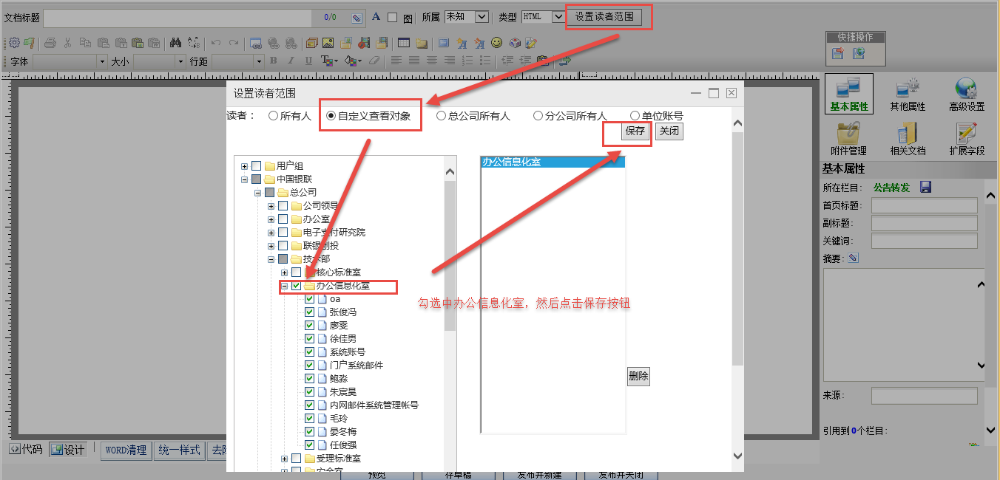 文档标题 0/0 A 图 所属 未知 类型 HTML 设置读者范围
快捷操作
字体 大小 行距 B I U
设置读者范围
读者： 所有人 自定义查看对象 总公司所有人 分公司所有人 单位账号
保存 关闭
用户组
中国银联
总公司
公司领导
办公室
电子支付研究院
联银创投
技术部
核心标准室
办公信息化室
oa
张俊冯
廖雯
徐佳男
系统账号
门户系统邮件
鲍淼
朱宸昊
内网邮件系统管理帐号
毛玲
晏冬梅
任俊强
受理标准室
安全室
办公信息化室
勾选中办公信息化室，然后点击保存按钮
删除
基本属性 其他属性 高级设置
附件管理 相关文档 扩展字段
基本属性
所在栏目： 公告转发
首页标题：
副标题：
关键词：
摘要：
来源：
引用到 0个栏目：
代码 设计 WORD清理 统一样式 去
预览 存草稿 发布并新建 发布并关闭